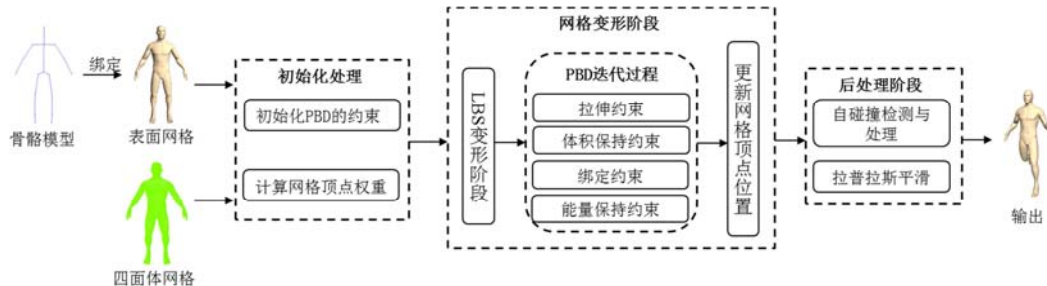 骨骼模型
绑定
表面网格
四面体网格
初始化处理
初始化PBD的约束
计算网格顶点权重
网格变形阶段
LBS变形阶段
PBD迭代过程
拉伸约束
体积保持约束
绑定约束
能量保持约束
更新网格顶点位置
后处理阶段
自碰撞检测与
处理
拉普拉斯平滑
输出